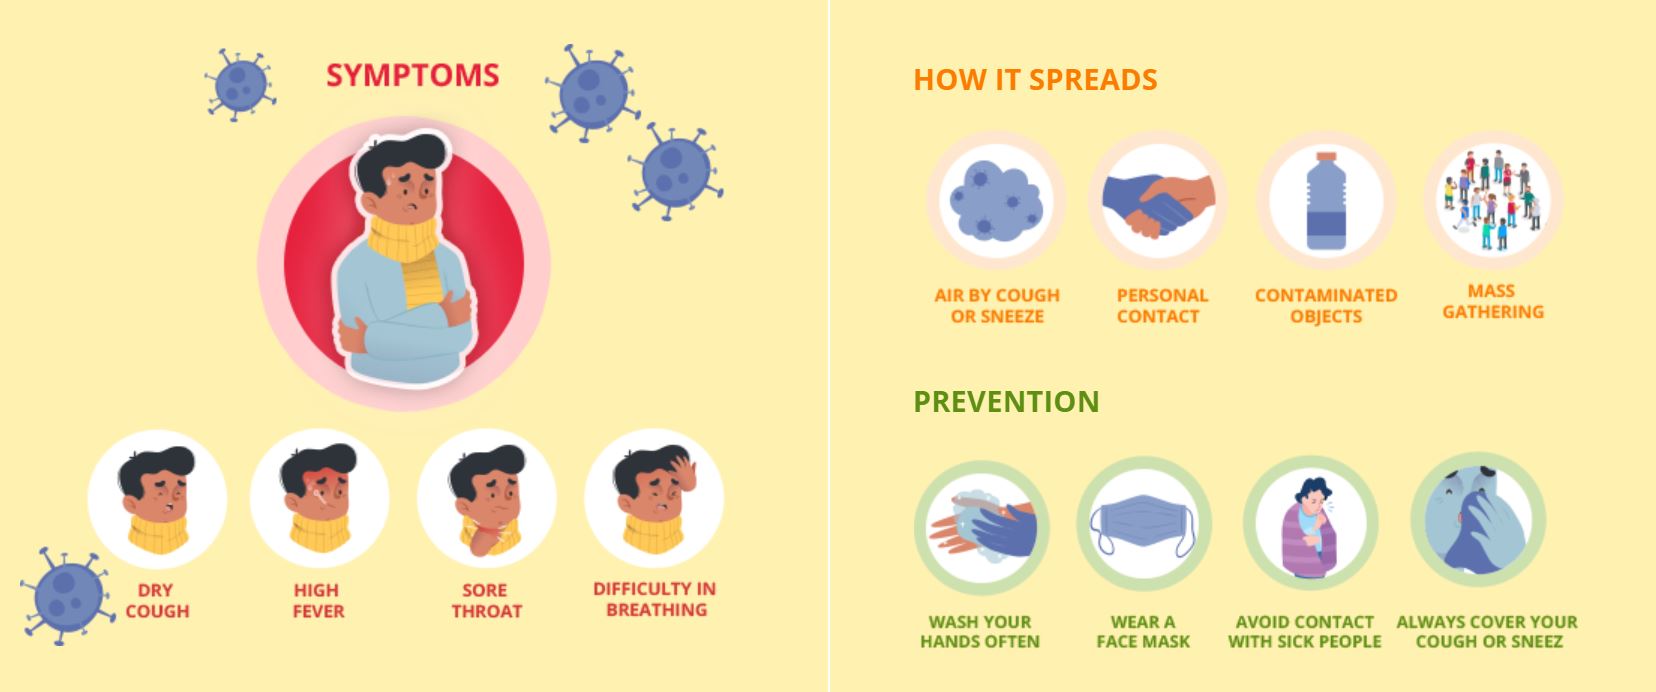 SYMPTOMS
DRY
COUGH
HIGH
FEVER
SORE
THROAT
DIFFICULTY IN
BREATHING
HOW IT SPREADS
AIR BY COUGH
OR SNEEZE
PERSONAL
CONTACT
CONTAMINATED
OBJECTS
MASS
GATHERING
PREVENTION
WASH YOUR
HANDS OFTEN
WEAR A
FACE MASK
AVOID CONTACT
WITH SICK PEOPLE
ALWAYS COVER YOUR
COUGH OR SNEEZ